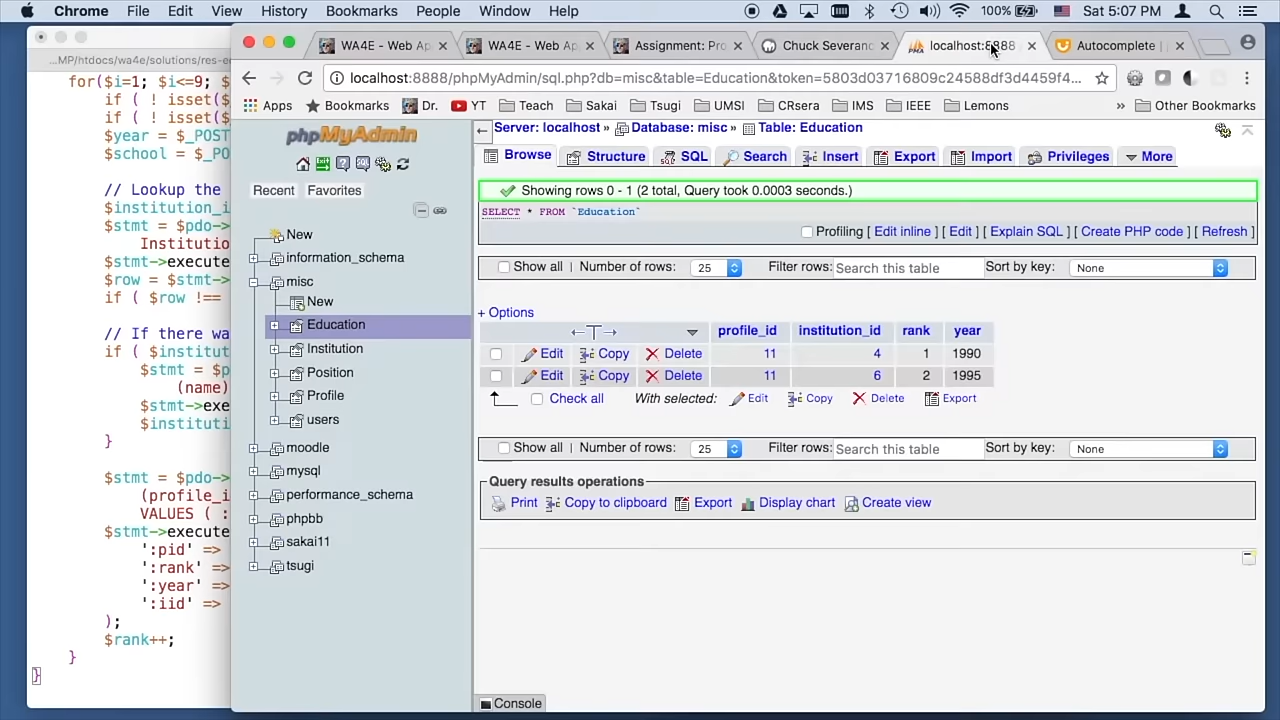 Chrome File Edit View History Bookmarks People Window Help 100% Sat 5:07 PM
WA4E - Web Ap
WA4E - Web Ap
Assignment: Pro
Chuck Severanc
localhost:8888
Autocomplete |
localhost:8888/phpMyAdmin/sql.php?db=misc&table=Education&token=5803d03716809c24538df3d4459f4...
Apps Bookmarks Dr. YT Teach Sakai Tsugi UMSI CRsera IMS IEEE Lemons » Other Bookmarks
MP/htdocs/wa4e/solutions/res-e
for($i=1; $i<=9; $
if ( ! isset($
if ( ! isset($
$year = $_POST
$school = $_PO
// Lookup the
$institution_i
$stmt = $pdo->
Institution
$stmt->execute
$row = $stmt->
if ( $row !==
// If there wa
if ( $institut
$stmt = $p
(name)
$stmt->exe
$instituti
}
$stmt = $pdo->
(profile_i
VALUES ( :
$stmt->execute
':pid' =>
':rank' =>
':year' =>
':iid' =>
);
$rank++;
}
}
phpMyAdmin
Recent Favorites
New
information_schema
misc
New
Education
Institution
Position
Profile
users
moodle
mysql
performance_schema
phpbb
sakai11
tsugi
Server: localhost » Database: misc » Table: Education
Browse Structure SQL Search Insert Export Import Privileges More
Showing rows 0 - 1 (2 total, Query took 0.0003 seconds.)
SELECT * FROM `Education`
Profiling [ Edit inline ] [ Edit ] [ Explain SQL ] [ Create PHP code ] [ Refresh ]
Show all | Number of rows: 25 Filter rows: Search this table Sort by key: None
+ Options
profile_id institution_id rank year
Edit Copy Delete 11 4 1 1990
Edit Copy Delete 11 6 2 1995
Check all With selected: Edit Copy Delete Export
Show all | Number of rows: 25 Filter rows: Search this table Sort by key: None
Query results operations
Print Copy to clipboard Export Display chart Create view
Console